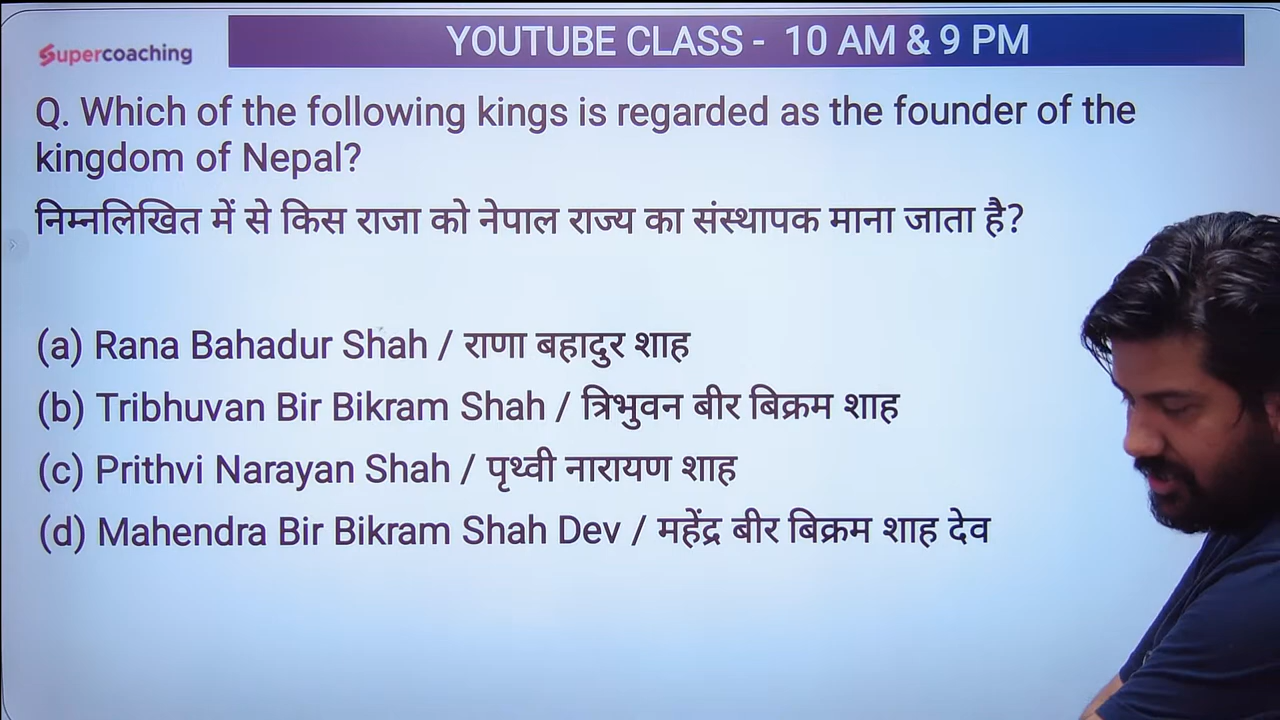 Supercoaching
YOUTUBE CLASS - 10 AM & 9 PM
Q. Which of the following kings is regarded as the founder of the
kingdom of Nepal?
निम्नलिखित में से किस राजा को नेपाल राज्य का संस्थापक माना जाता है?
(a) Rana Bahadur Shah / राणा बहादुर शाह
(b) Tribhuvan Bir Bikram Shah / त्रिभुवन बीर बिक्रम शाह
(c) Prithvi Narayan Shah / पृथ्वी नारायण शाह
(d) Mahendra Bir Bikram Shah Dev / महेंद्र बीर बिक्रम शाह देव